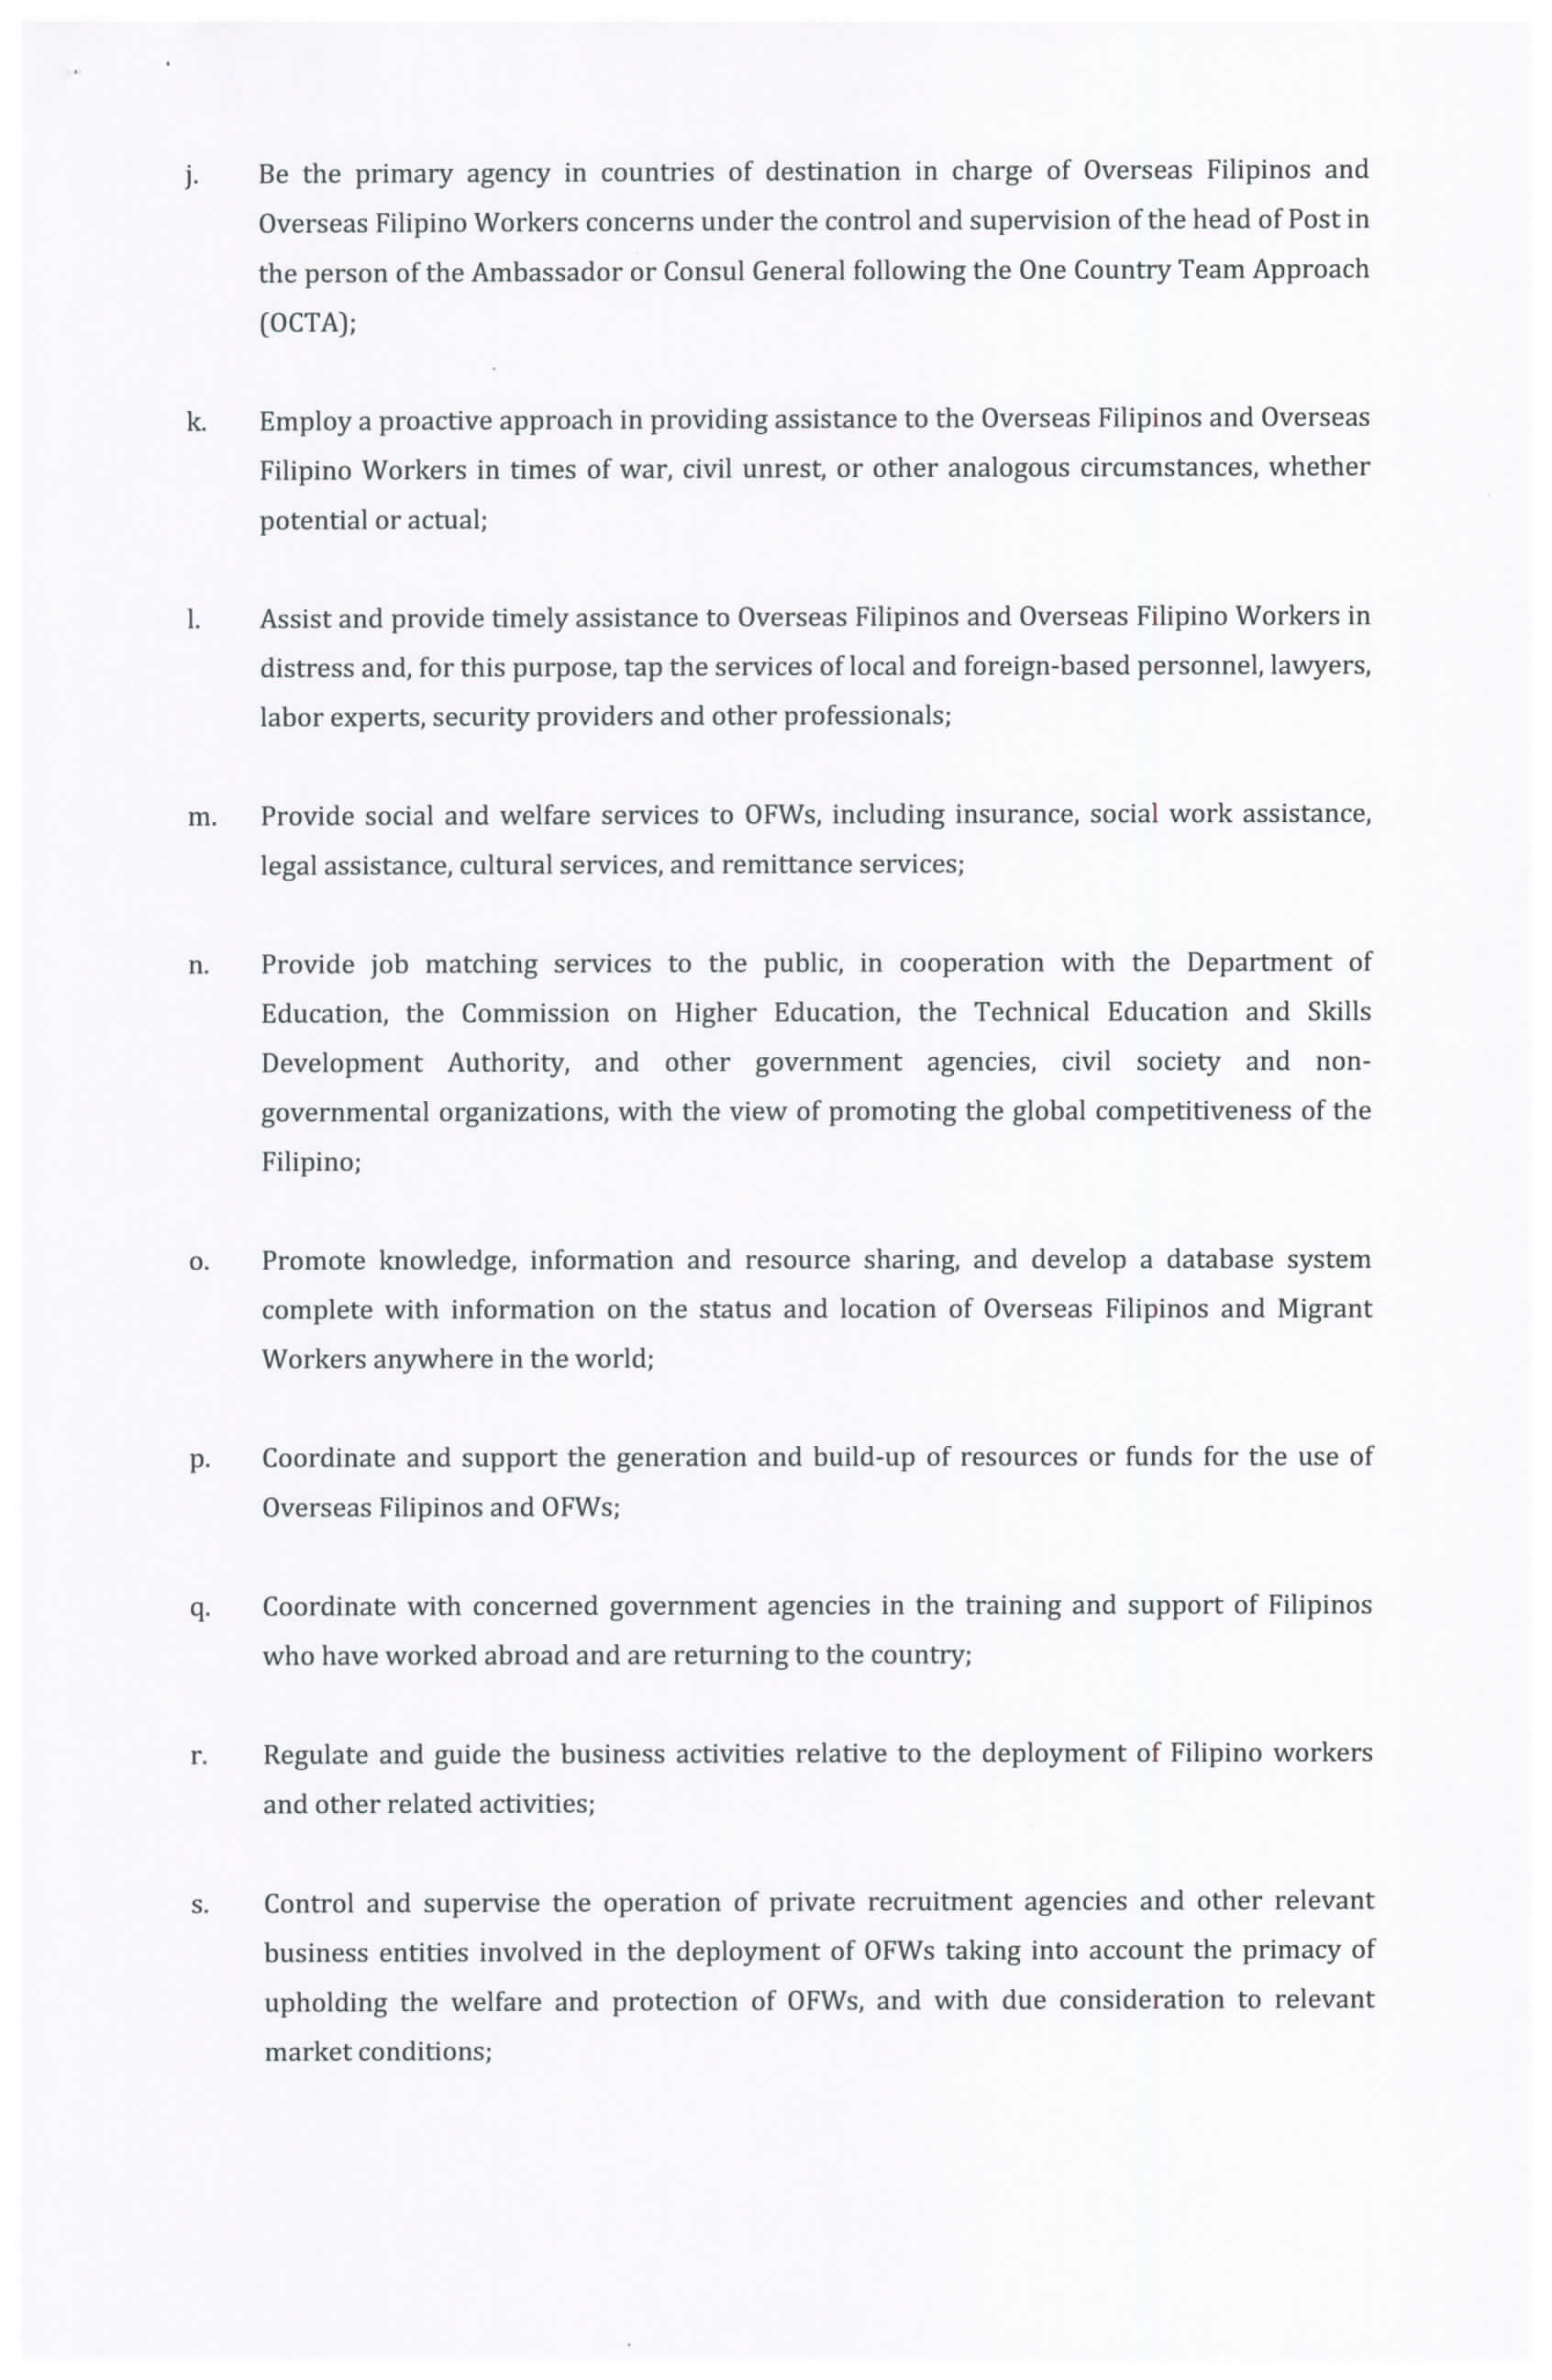 j. Be the primary agency in countries of destination in charge of Overseas Filipinos and
Overseas Filipino Workers concerns under the control and supervision of the head of Post in
the person of the Ambassador or Consul General following the One Country Team Approach
(OCTA);
k. Employ a proactive approach in providing assistance to the Overseas Filipinos and Overseas
Filipino Workers in times of war, civil unrest, or other analogous circumstances, whether
potential or actual;
l. Assist and provide timely assistance to Overseas Filipinos and Overseas Filipino Workers in
distress and, for this purpose, tap the services of local and foreign-based personnel, lawyers,
labor experts, security providers and other professionals;
m. Provide social and welfare services to OFWs, including insurance, social work assistance,
legal assistance, cultural services, and remittance services;
n. Provide job matching services to the public, in cooperation with the Department of
Education, the Commission on Higher Education, the Technical Education and Skills
Development Authority, and other government agencies, civil society and non-
governmental organizations, with the view of promoting the global competitiveness of the
Filipino;
o. Promote knowledge, information and resource sharing, and develop a database system
complete with information on the status and location of Overseas Filipinos and Migrant
Workers anywhere in the world;
p. Coordinate and support the generation and build-up of resources or funds for the use of
Overseas Filipinos and OFWs;
q. Coordinate with concerned government agencies in the training and support of Filipinos
who have worked abroad and are returning to the country;
r. Regulate and guide the business activities relative to the deployment of Filipino workers
and other related activities;
s. Control and supervise the operation of private recruitment agencies and other relevant
business entities involved in the deployment of OFWs taking into account the primacy of
upholding the welfare and protection of OFWs, and with due consideration to relevant
market conditions;